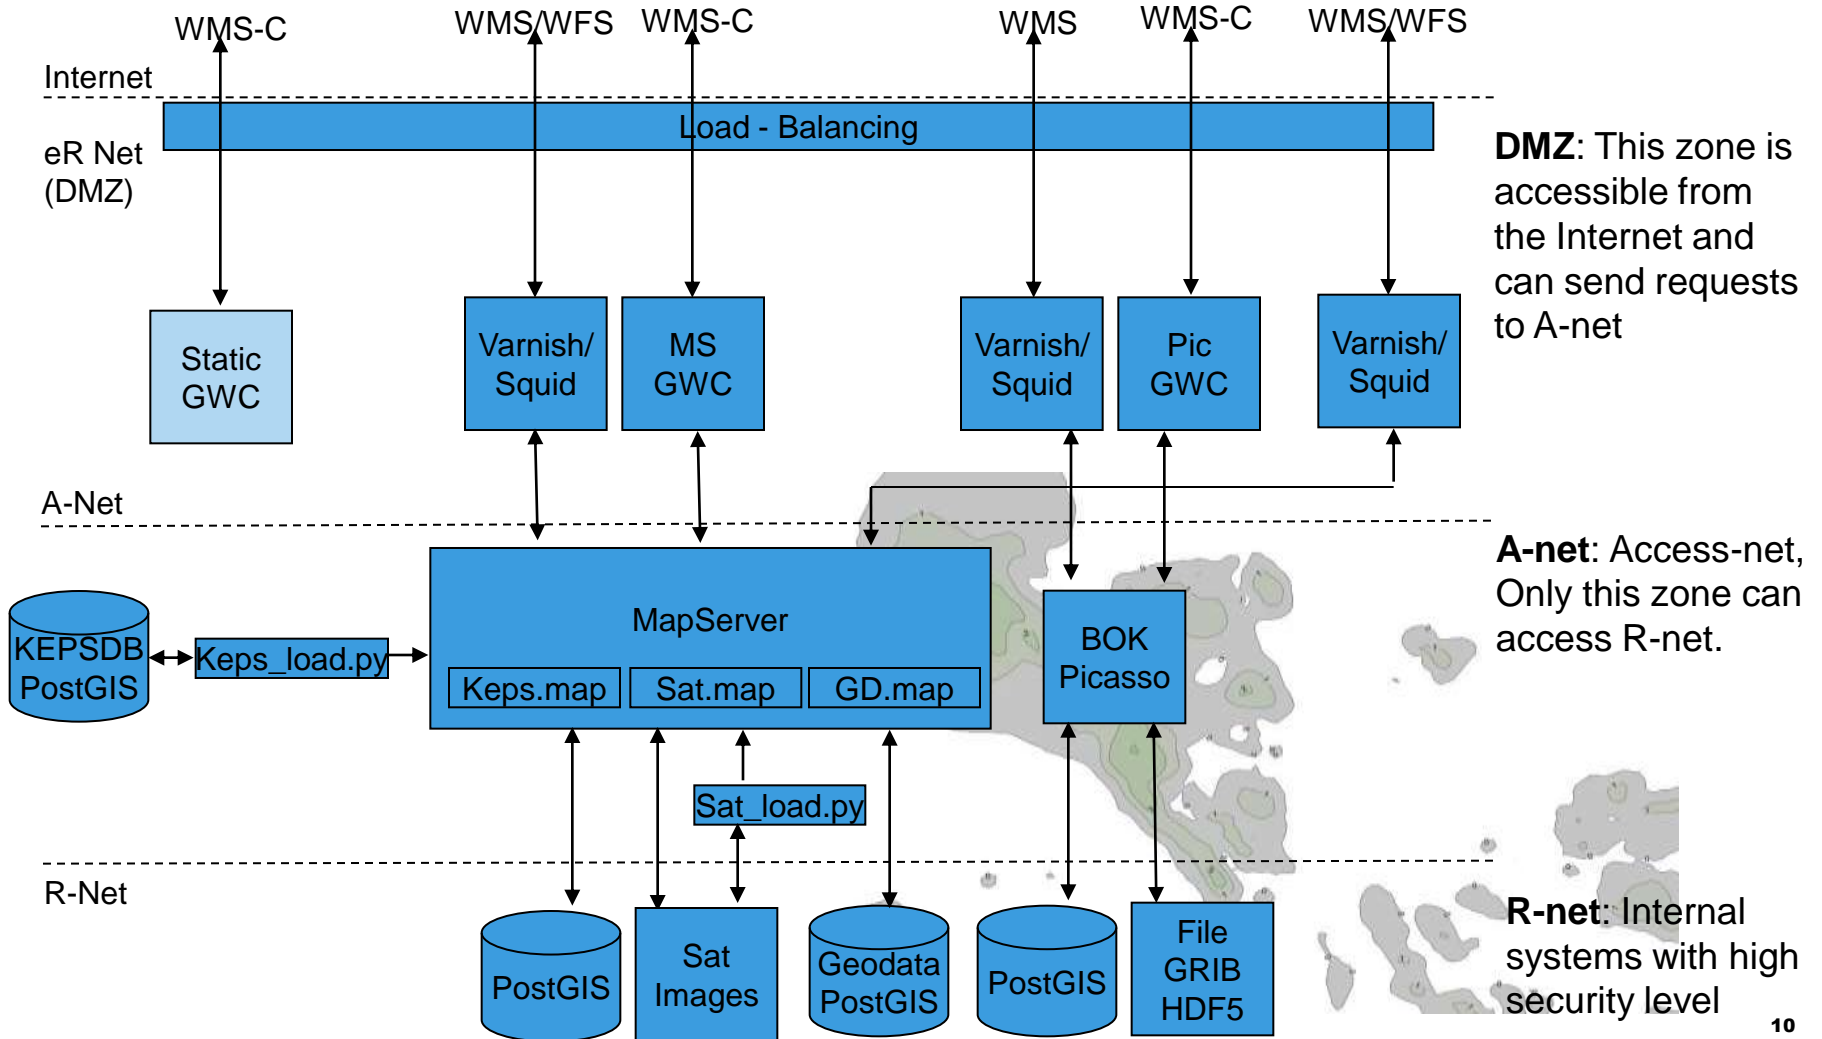 WMS-C
WMS/WFS
WMS-C
WMS
WMS-C
WMS/WFS
Internet
Load - Balancing
eR Net
(DMZ)
DMZ: This zone is
accessible from
the Internet and
can send requests
to A-net
Static
GWC
Varnish/
Squid
MS
GWC
Varnish/
Squid
Pic
GWC
Varnish/
Squid
A-Net
A-net: Access-net,
Only this zone can
access R-net.
MapServer
Keps.map
Sat.map
GD.map
BOK
Picasso
KEPSDB
PostGIS
Keps_load.py
Sat_load.py
R-Net
PostGIS
Sat
Images
Geodata
PostGIS
PostGIS
File
GRIB
HDF5
R-net: Internal
systems with high
security level
10